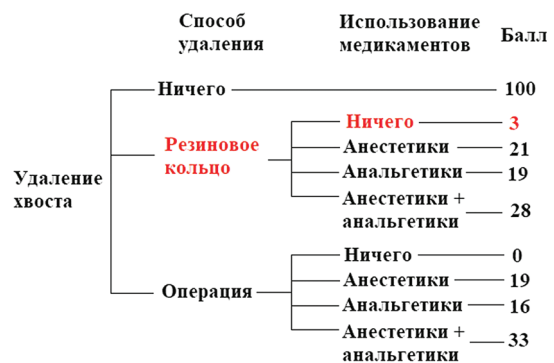 Способ удаления
Использование медикаментов
Балл
Удаление хвоста
Ничего 100
Резиновое кольцо
Ничего 3
Анестетики 21
Анальгетики 19
Анестетики + анальгетики 28
Операция
Ничего 0
Анестетики 19
Анальгетики 16
Анестетики + анальгетики 33